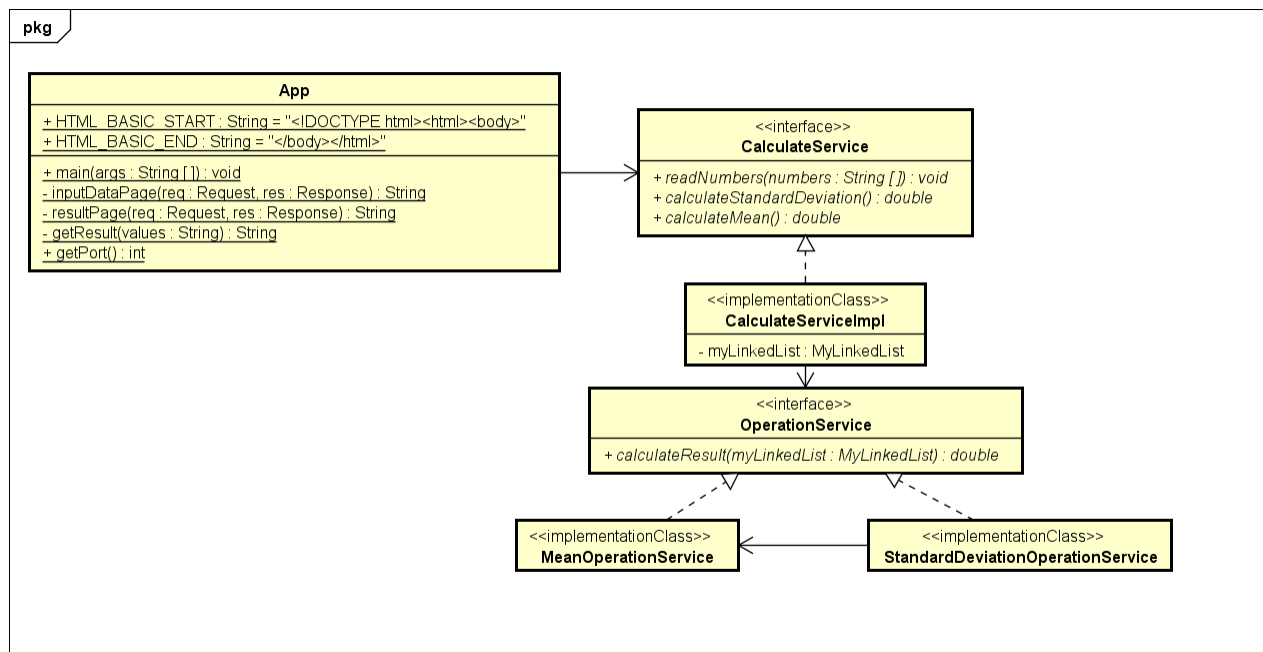 pkg
App
+ HTML_BASIC_START : String = "<!DOCTYPE html><html><body>"
+ HTML_BASIC_END : String = "</body></html>"
+ main(args : String [ ]) : void
- inputDataPage(req : Request, res : Response) : String
- resultPage(req : Request, res : Response) : String
- getResult(values : String) : String
+ getPort() : int
<<interface>>
CalculateService
+ readNumbers(numbers : String [ ]) : void
+ calculateStandardDeviation() : double
+ calculateMean() : double
<<implementationClass>>
CalculateServiceImpl
- myLinkedList : MyLinkedList
<<interface>>
OperationService
+ calculateResult(myLinkedList : MyLinkedList) : double
<<implementationClass>>
MeanOperationService
<<implementationClass>>
StandardDeviationOperationService